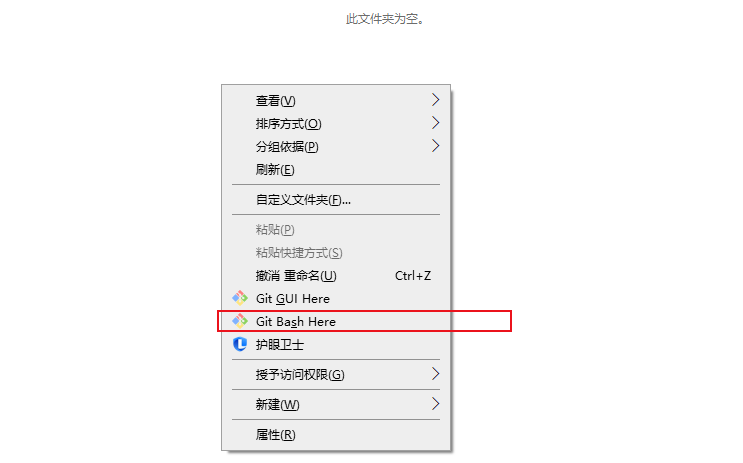 此文件夹为空。
查看(V)
排序方式(O)
分组依据(P)
刷新(E)
自定义文件夹(F)...
粘贴(P)
粘贴快捷方式(S)
撤消 重命名(U) Ctrl+Z
Git GUI Here
Git Bash Here
护眼卫士
授予访问权限(G)
新建(W)
属性(R)